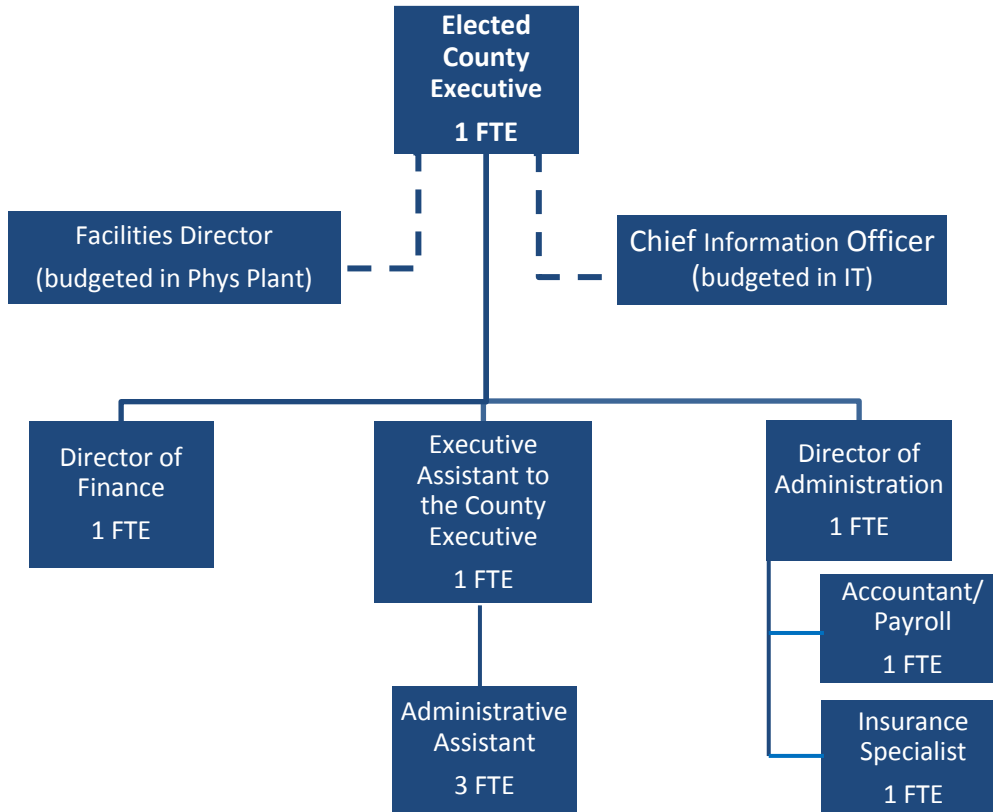 Elected
County
Executive
1 FTE
Facilities Director
(budgeted in Phys Plant)
Chief Information Officer
(budgeted in IT)
Director of
Finance
1 FTE
Executive
Assistant to
the County
Executive
1 FTE
Director of
Administration
1 FTE
Accountant/
Payroll
1 FTE
Administrative
Assistant
3 FTE
Insurance
Specialist
1 FTE